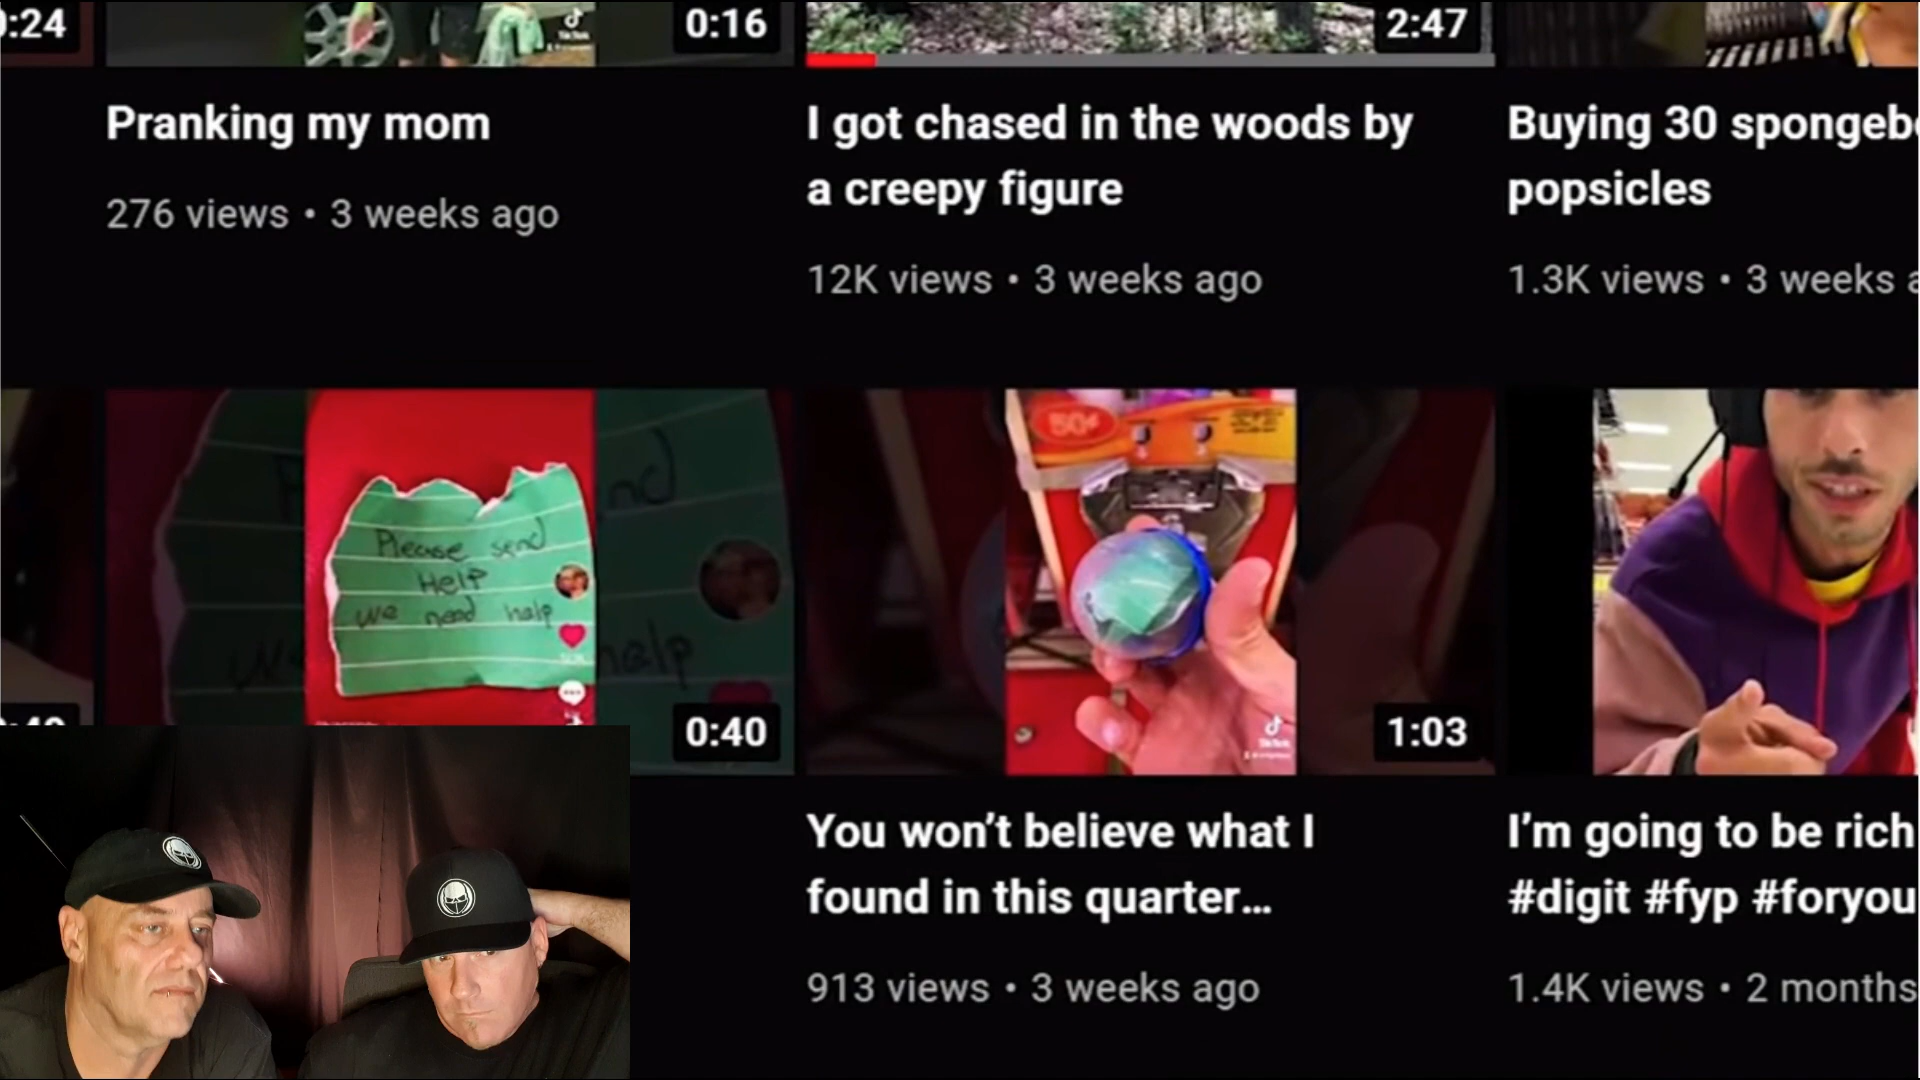 0:24
0:16
2:47
Pranking my mom
276 views • 3 weeks ago
I got chased in the woods by
a creepy figure
12K views • 3 weeks ago
Buying 30 spongeb
popsicles
1.3K views • 3 weeks a
Please send
Help
we need help
0:40
50¢
TikTok
1:03
You won’t believe what I
found in this quarter...
913 views • 3 weeks ago
I’m going to be rich
#digit #fyp #foryou
1.4K views • 2 months